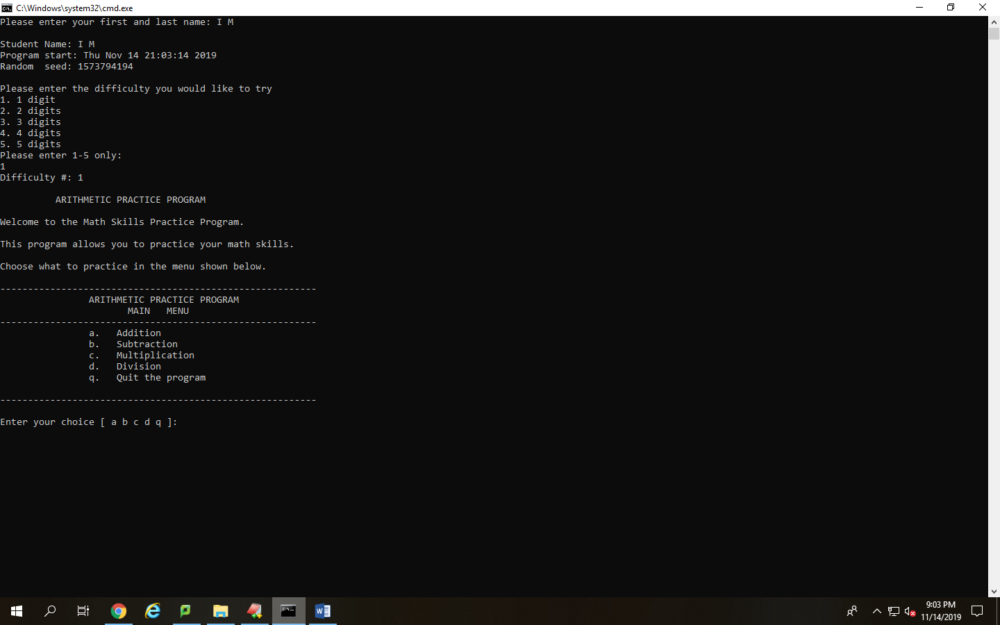 C:\Windows\system32\cmd.exe
Please enter your first and last name: I M
Student Name: I M
Program start: Thu Nov 14 21:03:14 2019
Random  seed: 1573794194
Please enter the difficulty you would like to try
1. 1 digit
2. 2 digits
3. 3 digits
4. 4 digits
5. 5 digits
Please enter 1-5 only:
1
Difficulty #: 1
ARITHMETIC PRACTICE PROGRAM
Welcome to the Math Skills Practice Program.
This program allows you to practice your math skills.
Choose what to practice in the menu shown below.
---------------------------------------------------------
ARITHMETIC PRACTICE PROGRAM
MAIN   MENU
---------------------------------------------------------
a.   Addition
b.   Subtraction
c.   Multiplication
d.   Division
q.   Quit the program
---------------------------------------------------------
Enter your choice [ a b c d q ]:
9:03 PM
11/14/2019